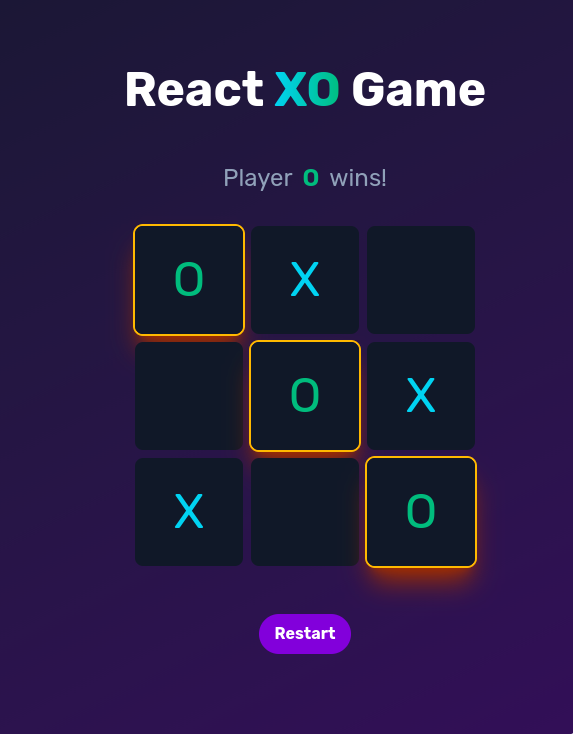 React XO Game
Player O wins!
O X
O X
X O
Restart